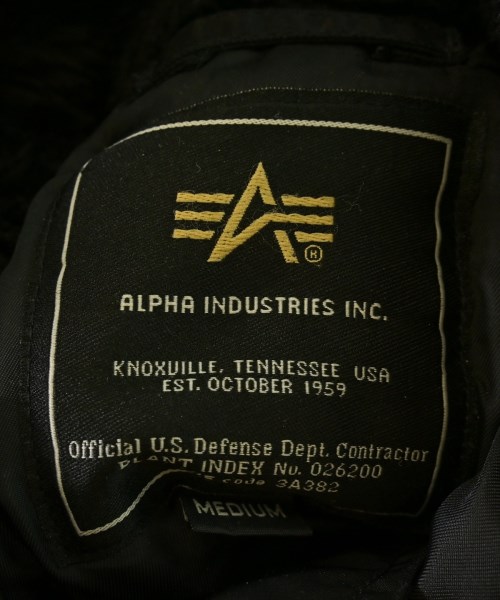 ALPHA INDUSTRIES INC.
KNOXVILLE, TENNESSEE USA
EST. OCTOBER 1959
Official U.S. Defense Dept. Contractor
PLANT INDEX No. 026200
code 3A382
MEDIUM